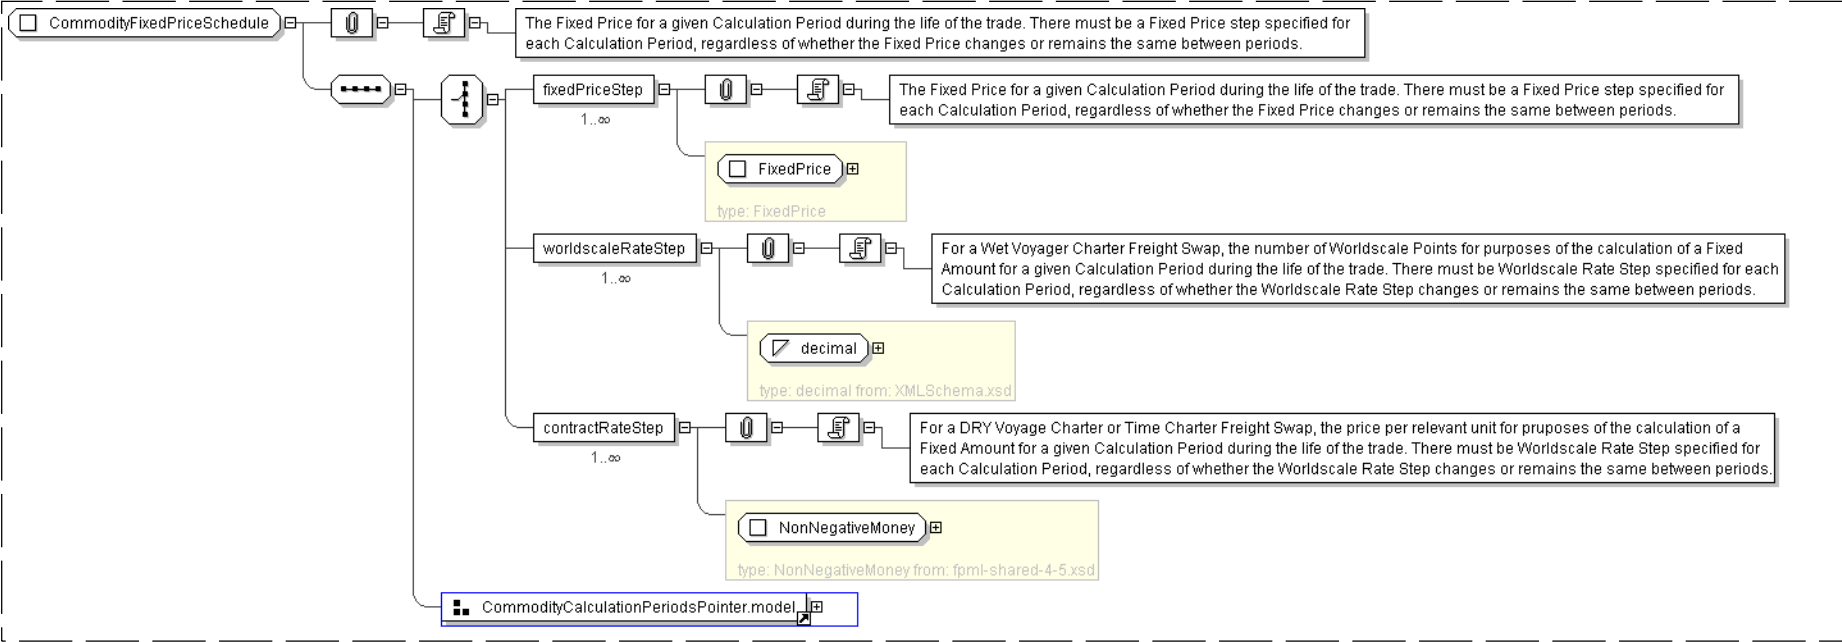 CommodityFixedPriceSchedule
The Fixed Price for a given Calculation Period during the life of the trade. There must be a Fixed Price step specified for
each Calculation Period, regardless of whether the Fixed Price changes or remains the same between periods.
fixedPriceStep
1..∞
The Fixed Price for a given Calculation Period during the life of the trade. There must be a Fixed Price step specified for
each Calculation Period, regardless of whether the Fixed Price changes or remains the same between periods.
FixedPrice
type: FixedPrice
worldscaleRateStep
1..∞
For a Wet Voyager Charter Freight Swap, the number of Worldscale Points for purposes of the calculation of a Fixed
Amount for a given Calculation Period during the life of the trade. There must be Worldscale Rate Step specified for each
Calculation Period, regardless of whether the Worldscale Rate Step changes or remains the same between periods.
decimal
type: decimal from: XMLSchema.xsd
contractRateStep
1..∞
For a DRY Voyage Charter or Time Charter Freight Swap, the price per relevant unit for pruposes of the calculation of a
Fixed Amount for a given Calculation Period during the life of the trade. There must be Worldscale Rate Step specified for
each Calculation Period, regardless of whether the Worldscale Rate Step changes or remains the same between periods.
NonNegativeMoney
type: NonNegativeMoney from: fpml-shared-4-5.xsd
CommodityCalculationPeriodsPointer.model